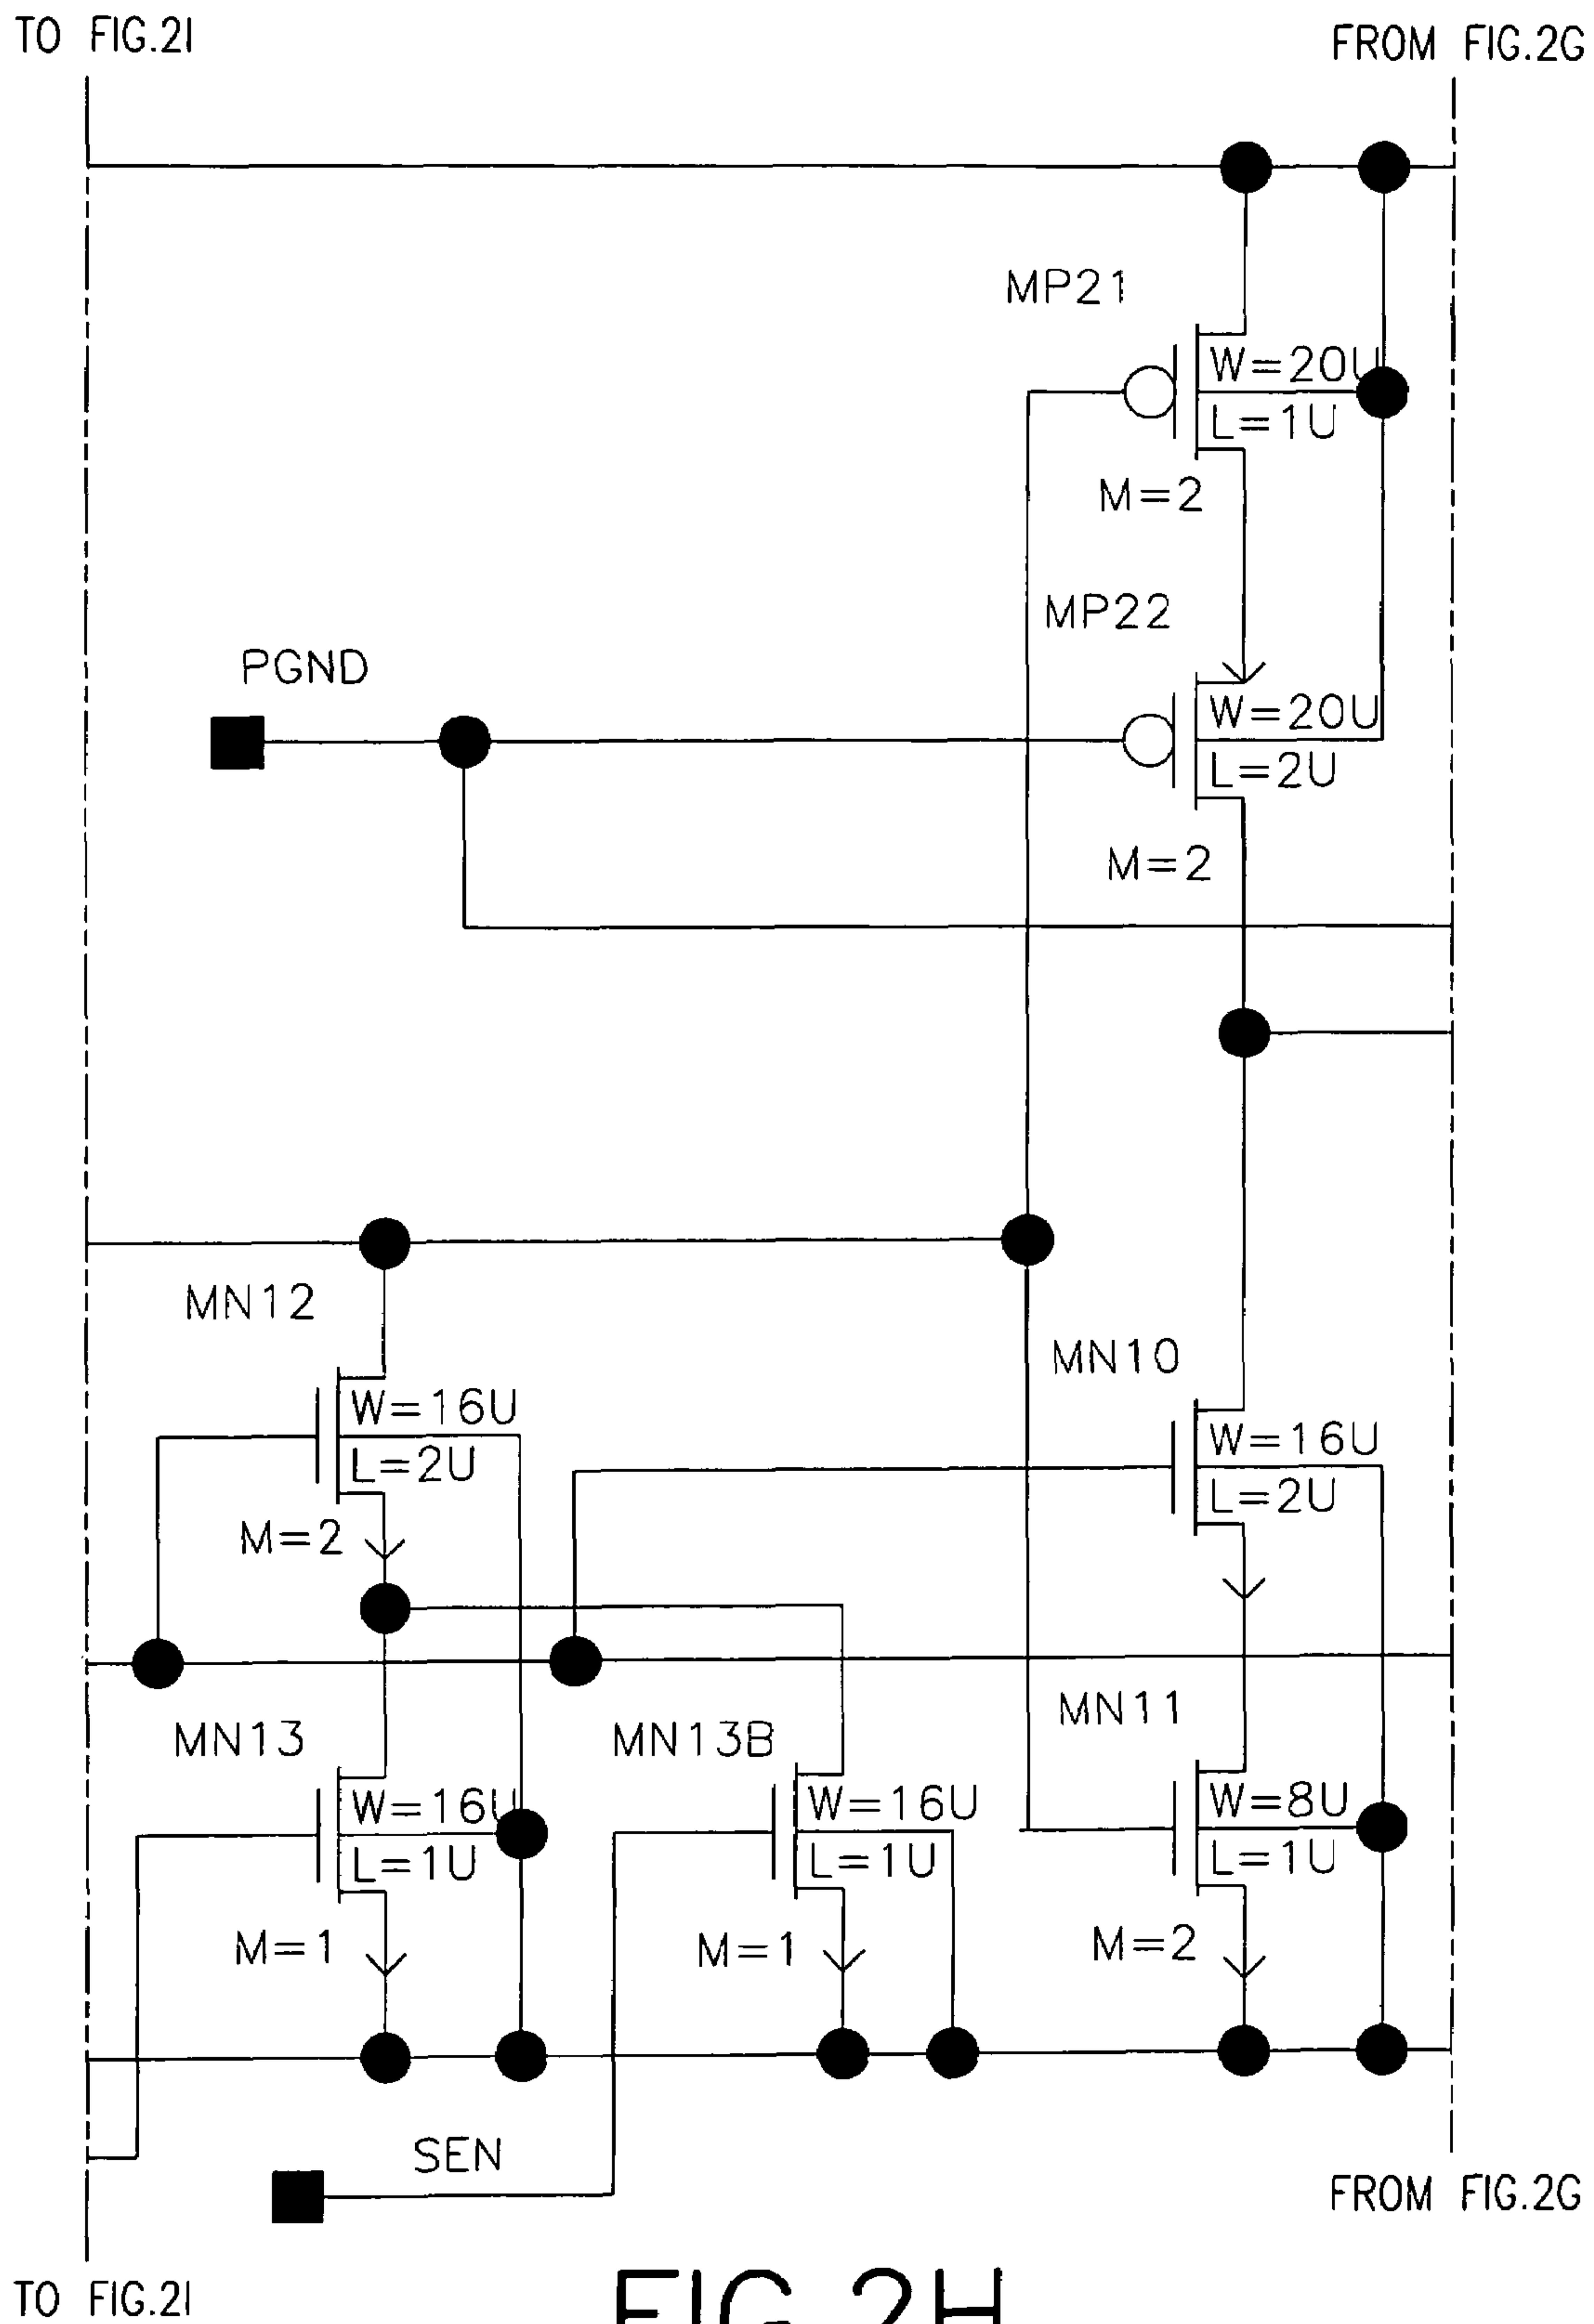 TO FIG.2I
FROM FIG.2G
MP21
W=20U
L=1U
M=2
MP22
PGND
W=20U
L=2U
M=2
MN12
MN10
W=16U
L=2U
M=2
W=16U
L=2U
MN13
MN13B
MN11
W=16U
L=1U
M=1
W=16U
L=1U
M=1
W=8U
L=1U
M=2
SEN
FROM FIG.2G
TO FIG.2I
FIG.2H